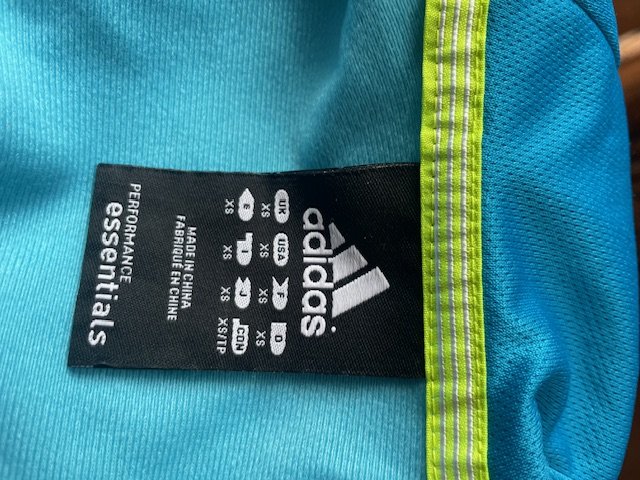 adidas
UK USA F D
XS XS XS XS
E I J CDN
XS XS XS XS/TP
MADE IN CHINA
FABRIQUE EN CHINE
PERFORMANCE
essentials